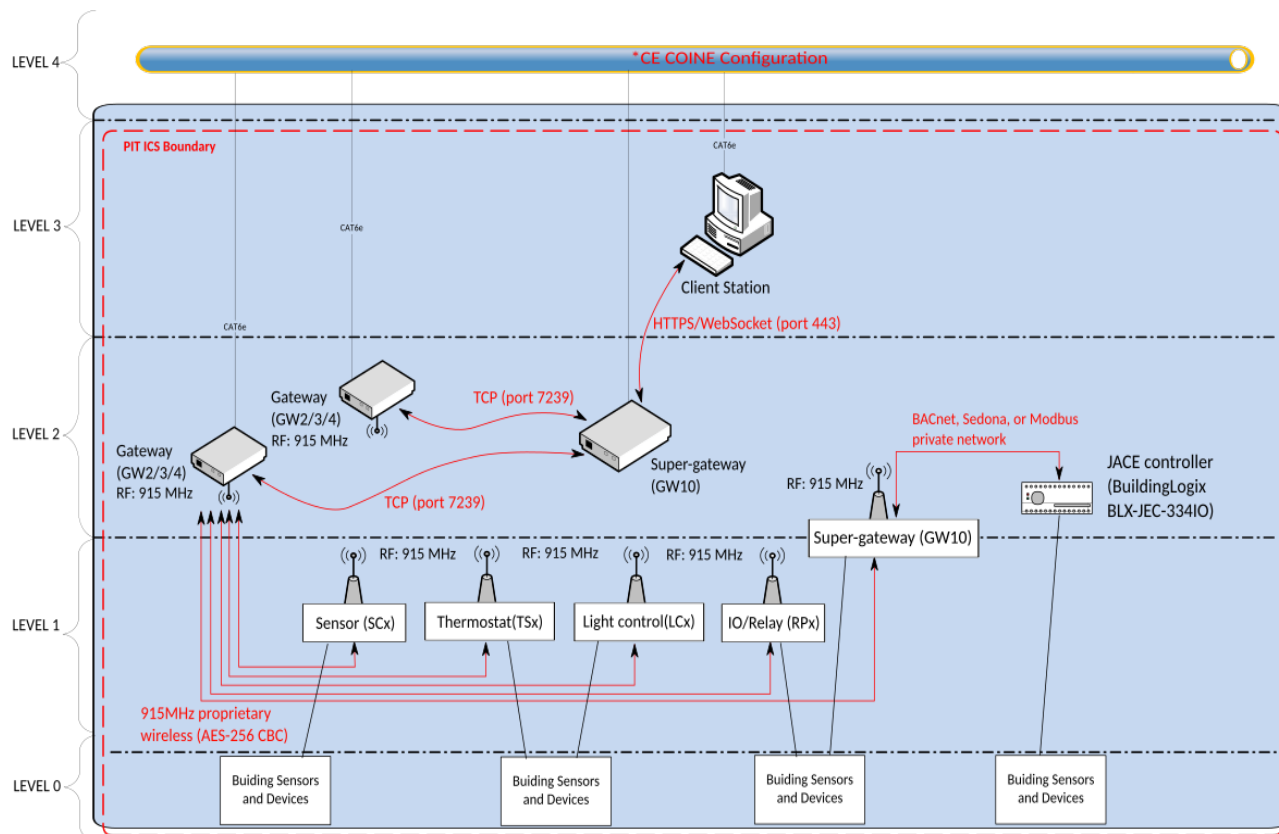 LEVEL 4
*CE COINE Configuration
PIT ICS Boundary
CAT6e
LEVEL 3
CAT6e
Client Station
HTTPS/WebSocket (port 443)
CAT6e
LEVEL 2
Gateway
(GW2/3/4)
RF: 915 MHz
TCP (port 7239)
Gateway
(GW2/3/4)
RF: 915 MHz
TCP (port 7239)
Super-gateway
(GW10)
BACnet, Sedona, or Modbus
private network
RF: 915 MHz
JACE controller
(BuildingLogix
BLX-JEC-334IO)
Super-gateway (GW10)
LEVEL 1
RF: 915 MHz
RF: 915 MHz
RF: 915 MHz
Sensor (SCx)
Thermostat(TSx)
Light control(LCx)
IO/Relay (RPx)
915MHz proprietary
wireless (AES-256 CBC)
LEVEL 0
Buiding Sensors
and Devices
Buiding Sensors
and Devices
Buiding Sensors
and Devices
Buiding Sensors
and Devices